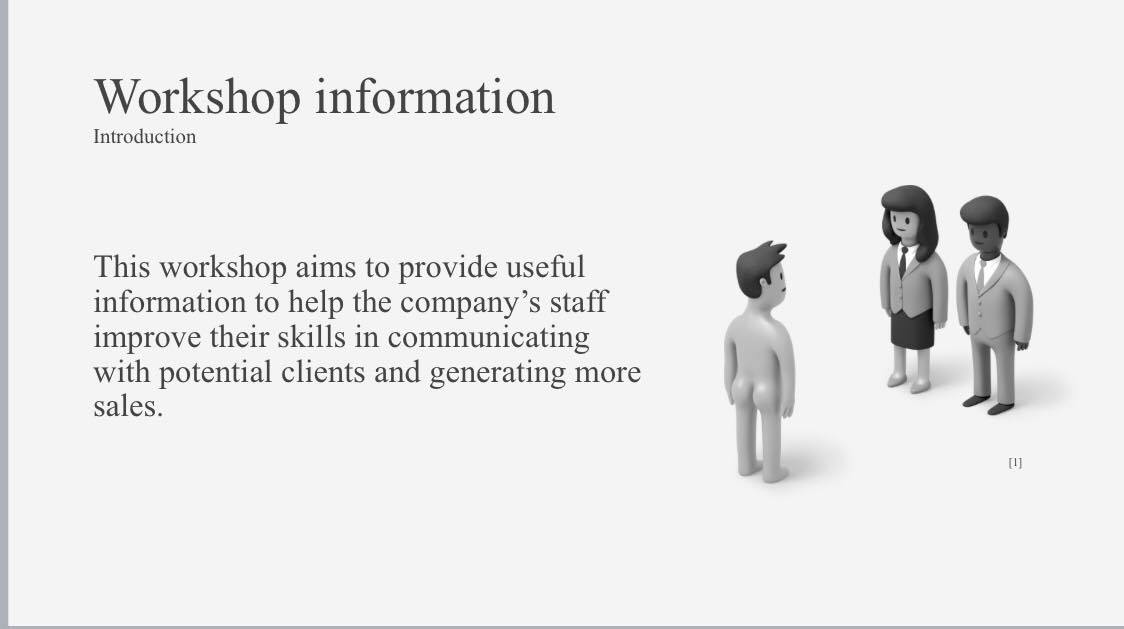 Workshop information
Introduction
This workshop aims to provide useful
information to help the company’s staff
improve their skills in communicating
with potential clients and generating more
sales.
[1]